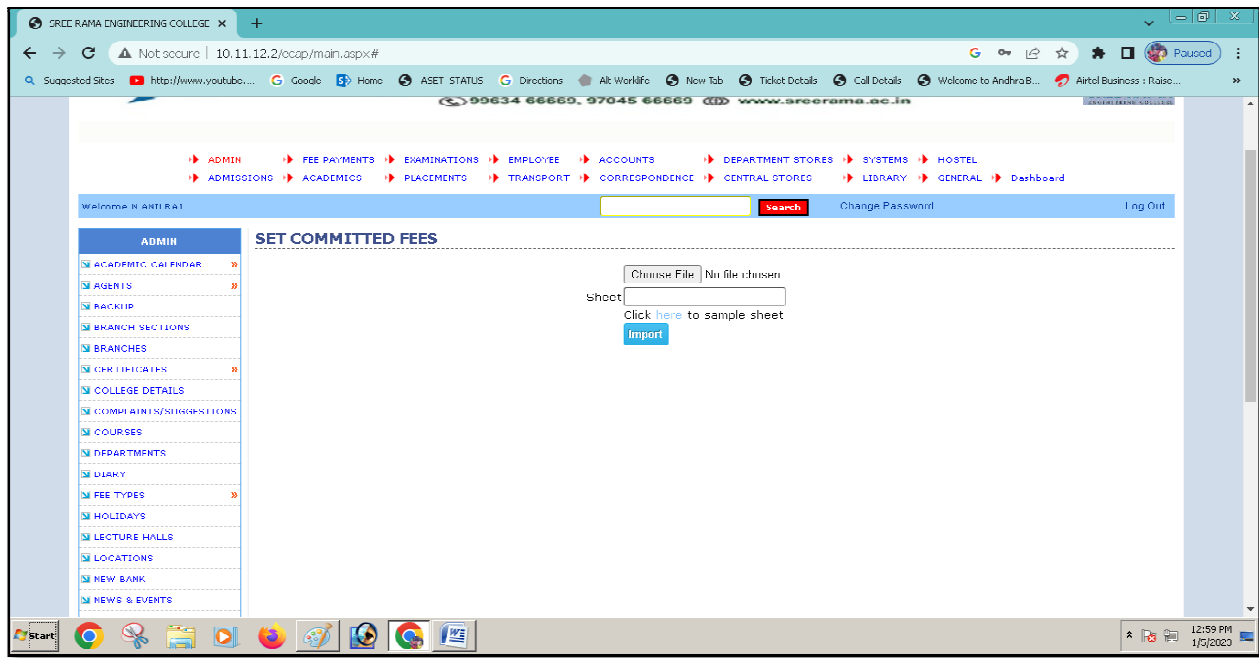 SREE RAMA ENGINEERING COLLEGE
Not secure | 10.11.12.2/ecap/main.aspx#
Paused
Suggested Sites http://www.youtube.... Google Home ASET STATUS Directions Alt Worklife New Tab Ticket Details Call Details Welcome to Andhra B... Airtel Business : Raise...
99634 66669, 97045 66669 www.sreerama.ac.in
ENGINEERING COLLEGE
ADMIN FEE PAYMENTS EXAMINATIONS EMPLOYEE ACCOUNTS DEPARTMENT STORES SYSTEMS HOSTEL
ADMISSIONS ACADEMICS PLACEMENTS TRANSPORT CORRESPONDENCE CENTRAL STORES LIBRARY GENERAL Dashboard
Welcome N ANIL RAJ Search Change Password Log Out
ADMIN
SET COMMITTED FEES
ACADEMIC CALENDAR »
AGENTS »
BACKUP
BRANCH SECTIONS
BRANCHES
CERTIFICATES »
COLLEGE DETAILS
COMPLAINTS/SUGGESTIONS
COURSES
DEPARTMENTS
DIARY
FEE TYPES »
HOLIDAYS
LECTURE HALLS
LOCATIONS
NEW BANK
NEWS & EVENTS
Choose File No file chosen
Sheet
Click here to sample sheet
Import
Start
12:59 PM
1/5/2023